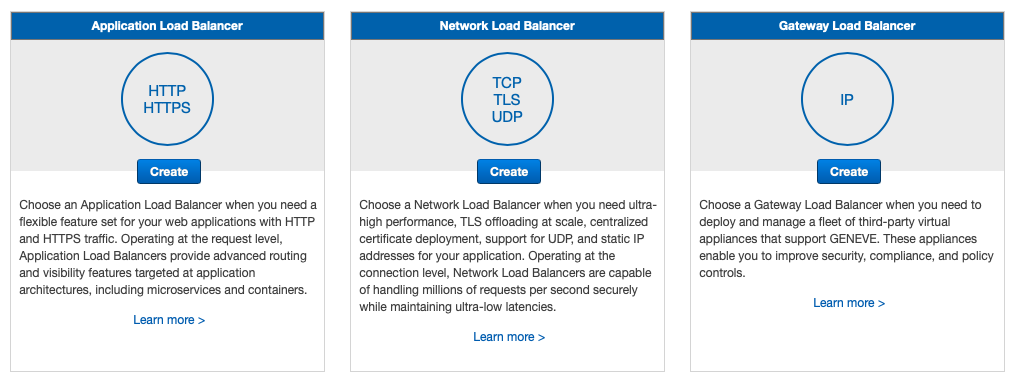 Application Load Balancer
HTTP
HTTPS
Create
Choose an Application Load Balancer when you need a
flexible feature set for your web applications with HTTP
and HTTPS traffic. Operating at the request level,
Application Load Balancers provide advanced routing
and visibility features targeted at application
architectures, including microservices and containers.
Learn more >
Network Load Balancer
TCP
TLS
UDP
Create
Choose a Network Load Balancer when you need ultra-
high performance, TLS offloading at scale, centralized
certificate deployment, support for UDP, and static IP
addresses for your application. Operating at the
connection level, Network Load Balancers are capable
of handling millions of requests per second securely
while maintaining ultra-low latencies.
Learn more >
Gateway Load Balancer
IP
Create
Choose a Gateway Load Balancer when you need to
deploy and manage a fleet of third-party virtual
appliances that support GENEVE. These appliances
enable you to improve security, compliance, and policy
controls.
Learn more >